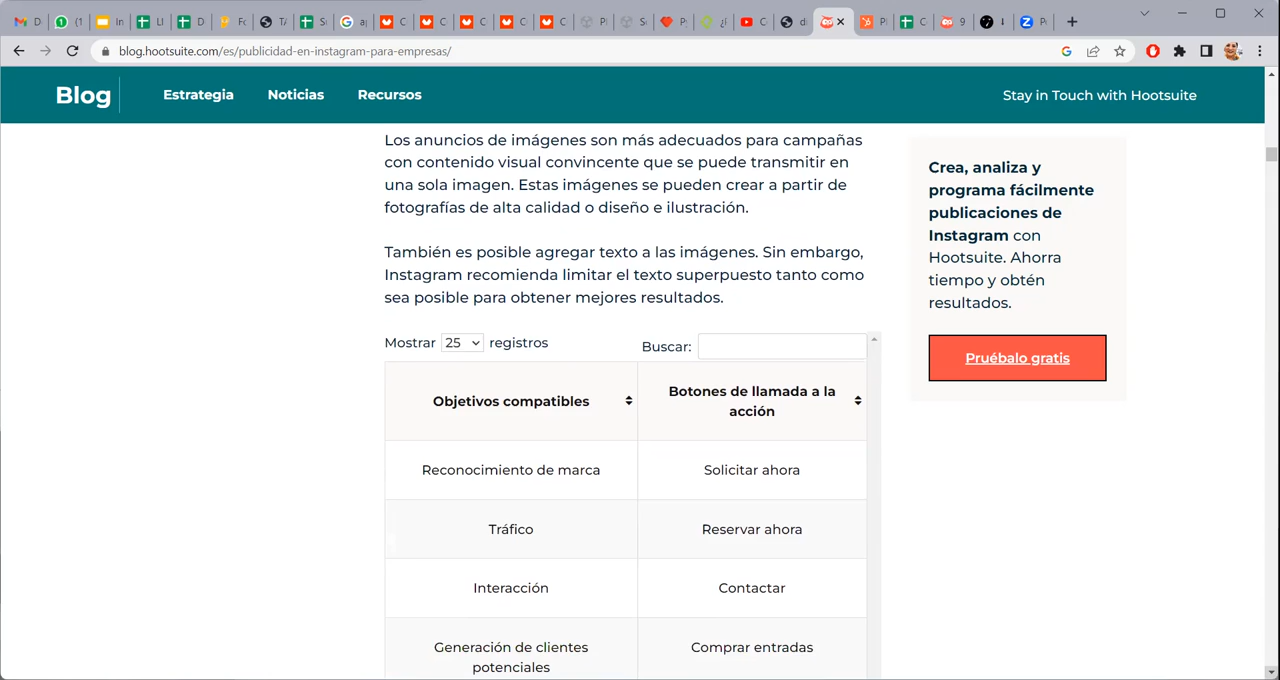 blog.hootsuite.com/es/publicidad-en-instagram-para-empresas/
Blog
Estrategia
Noticias
Recursos
Stay in Touch with Hootsuite
Los anuncios de imágenes son más adecuados para campañas
con contenido visual convincente que se puede transmitir en
una sola imagen. Estas imágenes se pueden crear a partir de
fotografías de alta calidad o diseño e ilustración.
También es posible agregar texto a las imágenes. Sin embargo,
Instagram recomienda limitar el texto superpuesto tanto como
sea posible para obtener mejores resultados.
Mostrar 25 registros
Buscar:
Objetivos compatibles
Botones de llamada a la
acción
Reconocimiento de marca
Solicitar ahora
Tráfico
Reservar ahora
Interacción
Contactar
Generación de clientes
potenciales
Comprar entradas
Crea, analiza y
programa fácilmente
publicaciones de
Instagram con
Hootsuite. Ahorra
tiempo y obtén
resultados.
Pruébalo gratis